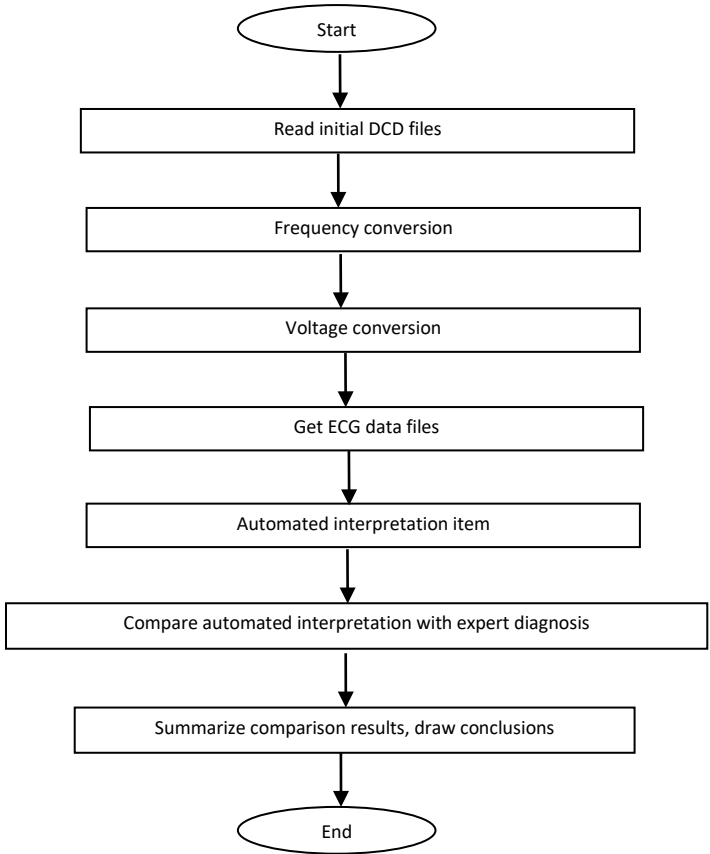 Start
Read initial DCD files
Frequency conversion
Voltage conversion
Get ECG data files
Automated interpretation item
Compare automated interpretation with expert diagnosis
Summarize comparison results, draw conclusions
End